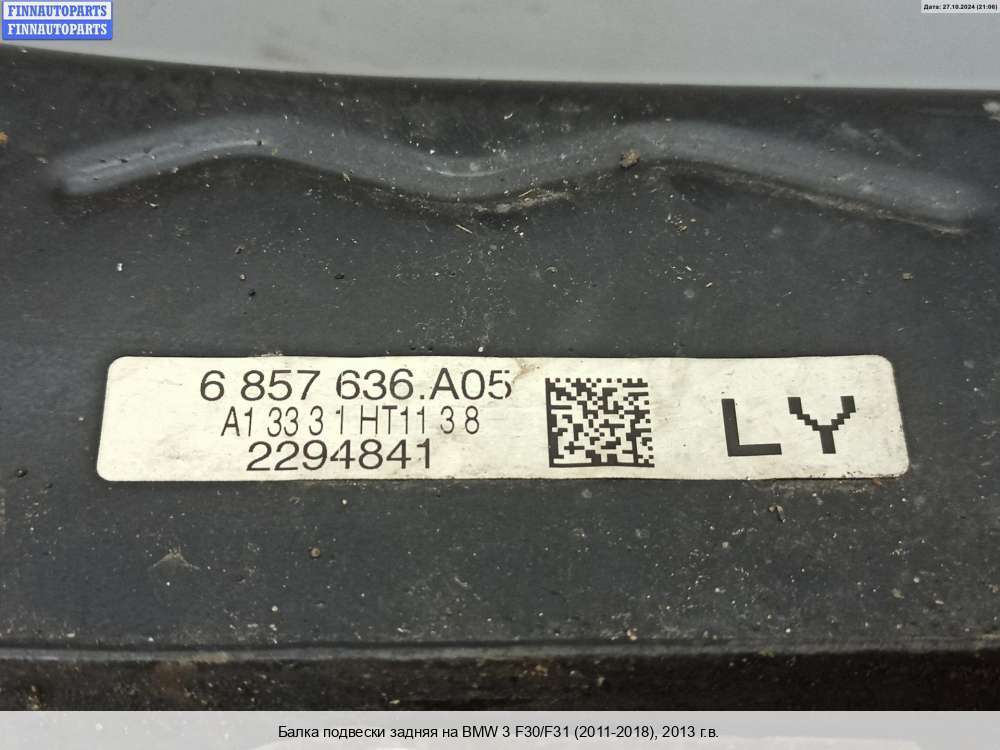 FINNAUTOPARTS
FINNAUTOPARTS
Дата: 27.10.2024 (21:06)
6 857 636.A05
A1 33 3 1 HT11 3 8
2294841
LY
Балка подвески задняя на BMW 3 F30/F31 (2011-2018), 2013 г.в.